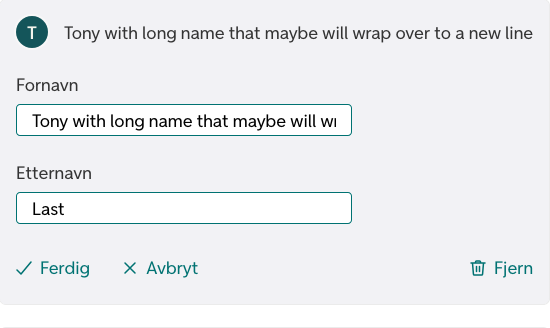 T
Tony with long name that maybe will wrap over to a new line
Fornavn
Tony with long name that maybe will
Etternavn
Last
Ferdig
Avbryt
Fjern